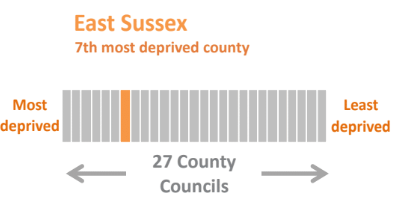 East Sussex
7th most deprived county
Most
deprived
Least
deprived
27 County
Councils